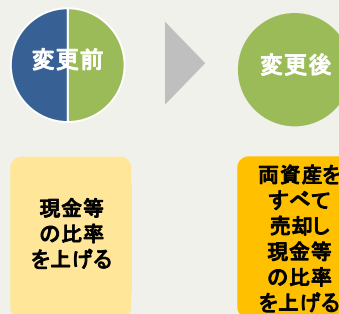 変更前
変更後
現金等
の比率
を上げる
両資産を
すべて
売却し
現金等
の比率
を上げる